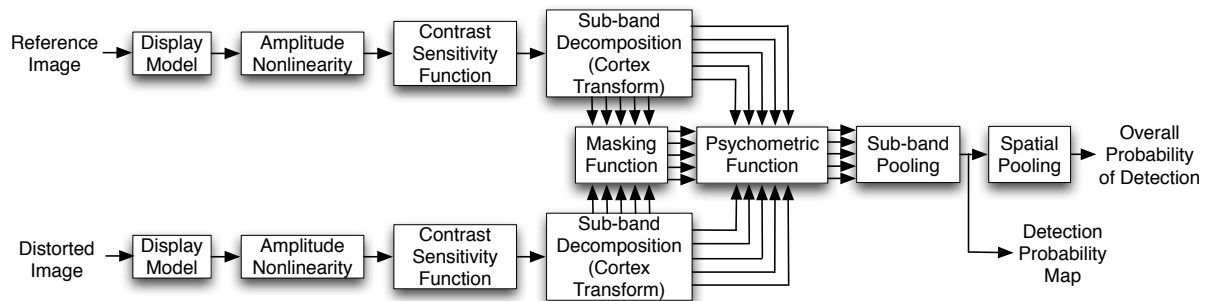 Reference
Image
Display
Model
Amplitude
Nonlinearity
Contrast
Sensitivity
Function
Sub-band
Decomposition
(Cortex
Transform)
Masking
Function
Psychometric
Function
Sub-band
Pooling
Spatial
Pooling
Overall
Probability
of Detection
Distorted
Image
Display
Model
Amplitude
Nonlinearity
Contrast
Sensitivity
Function
Sub-band
Decomposition
(Cortex
Transform)
Detection
Probability
Map